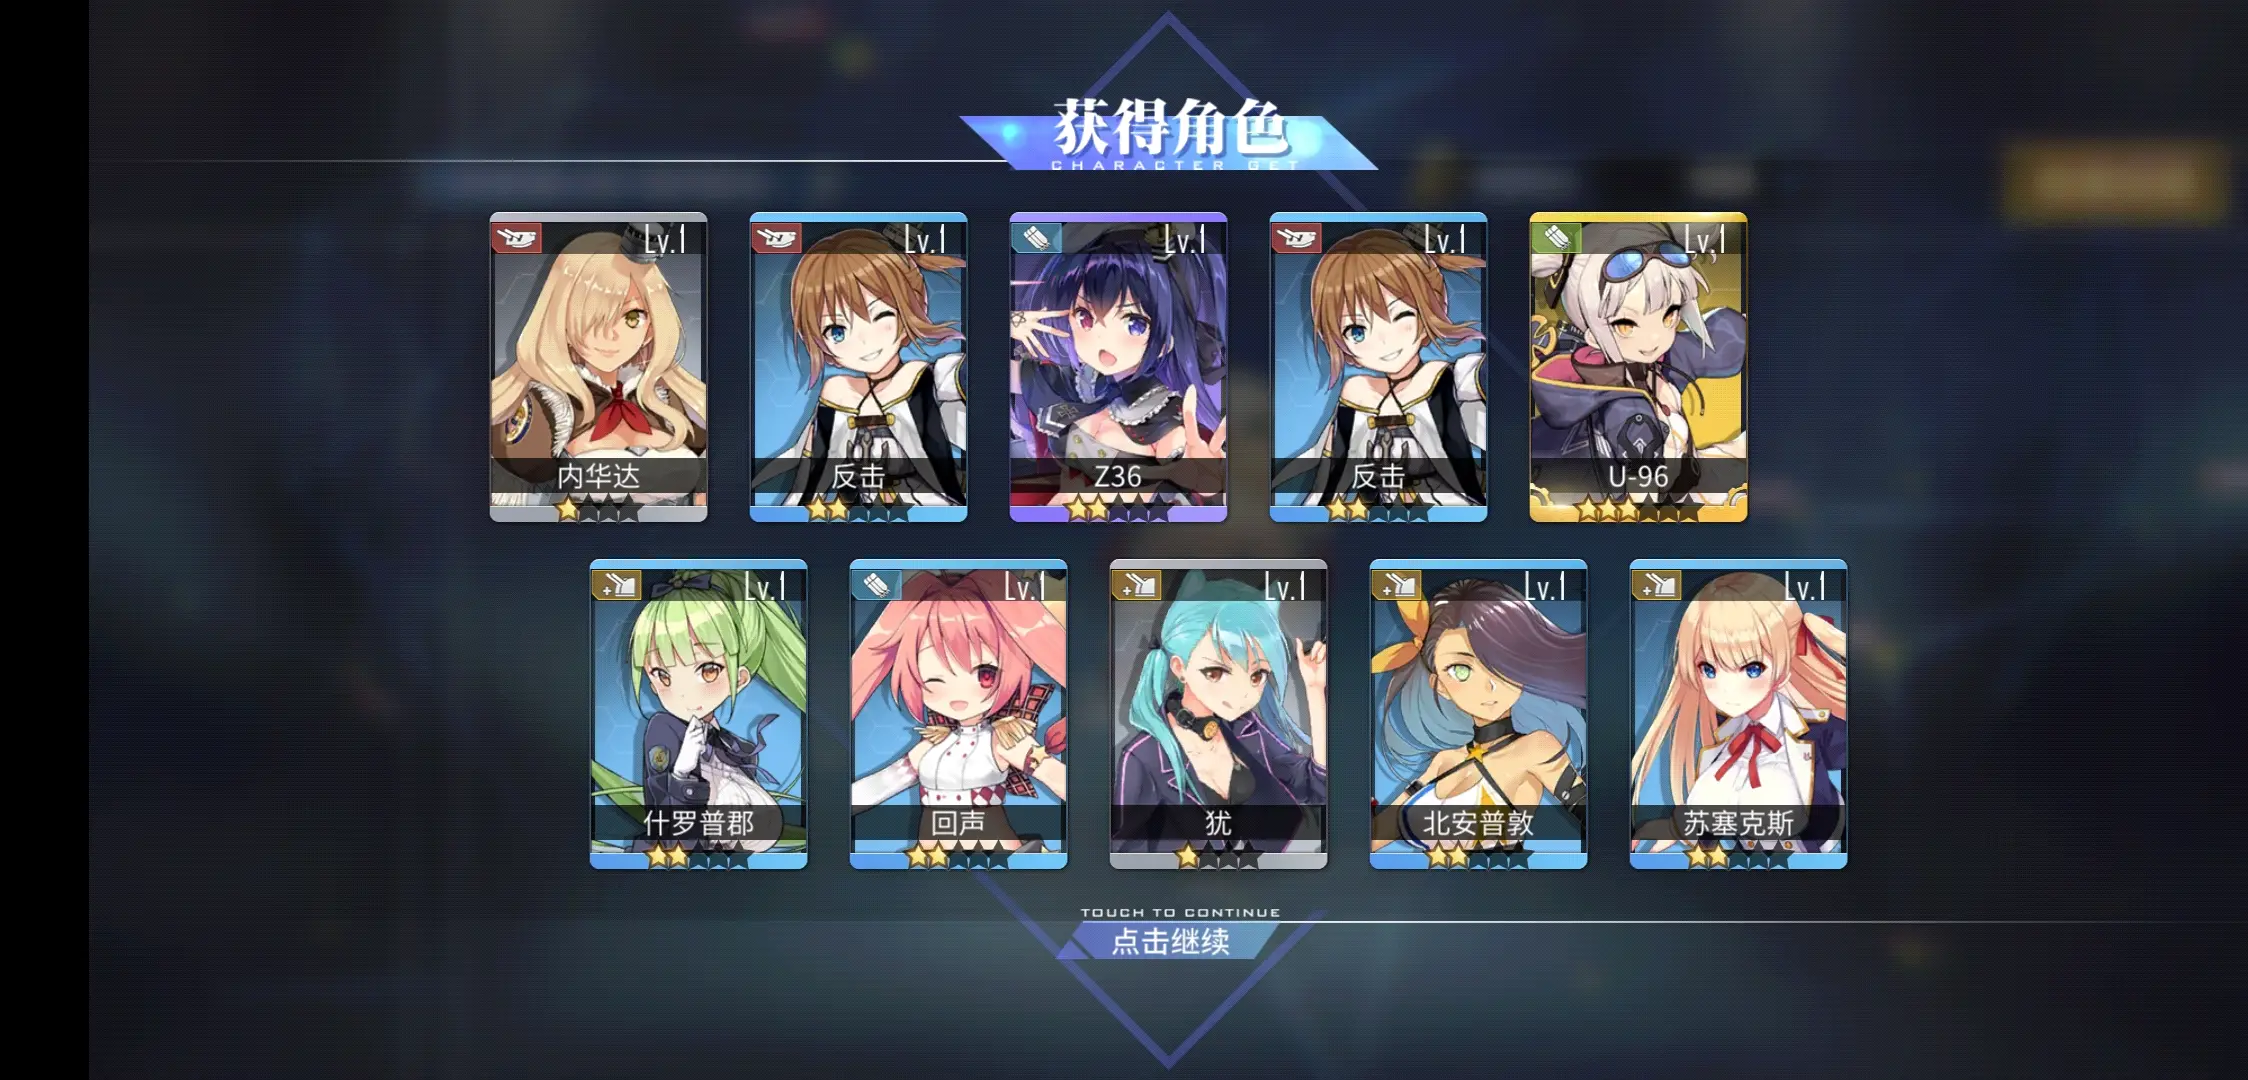 获得角色
CHARACTER GET
Lv.1
Lv.1
Lv.1
Lv.1
Lv.1
内华达
反击
Z36
反击
U-96
Lv.1
Lv.1
Lv.1
Lv.1
Lv.1
什罗普郡
回声
犹
北安普敦
苏塞克斯
TOUCH TO CONTINUE
点击继续